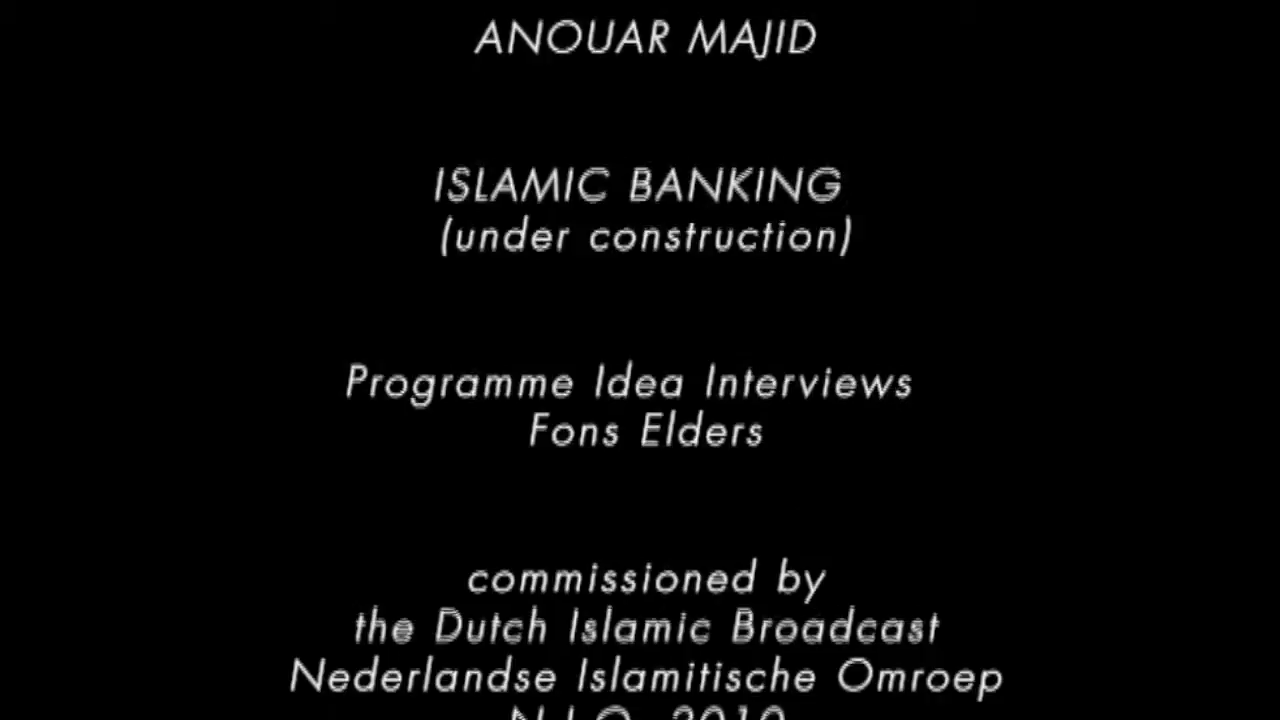 ANOUAR MAJID
ISLAMIC BANKING
(under construction)
Programme Idea Interviews
Fons Elders
commissioned by
the Dutch Islamic Broadcast
Nederlandse Islamitische Omroep
N.I.O. 2010